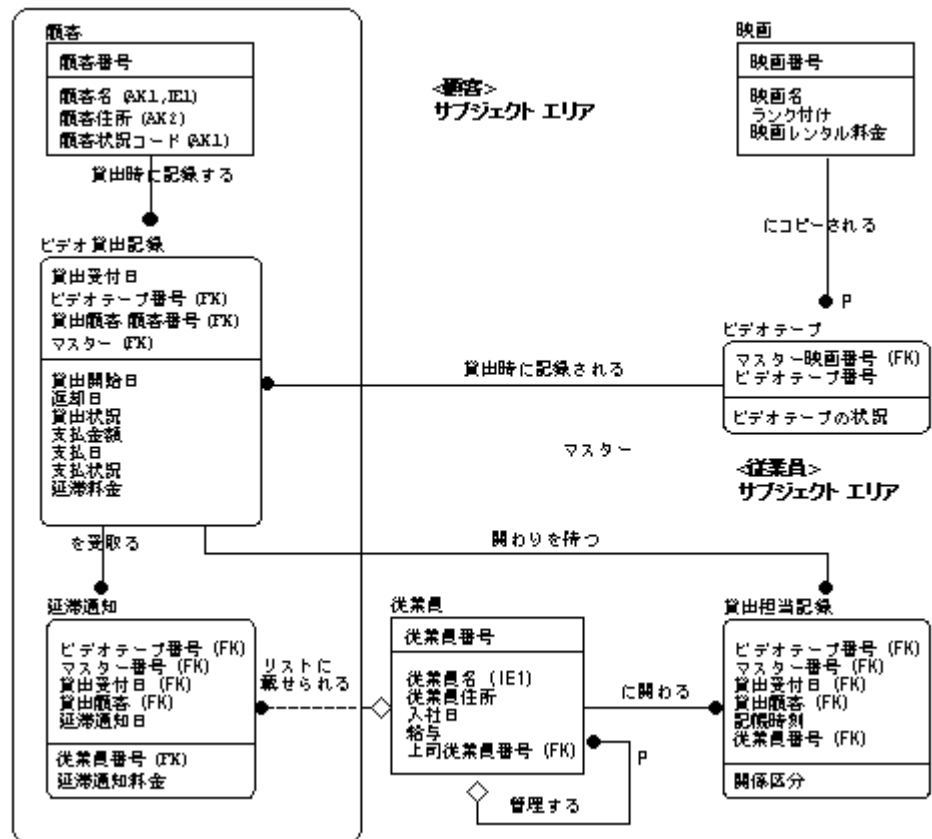 顧客
顧客番号
顧客名 (AK1,IE1)
顧客住所 (AK2)
顧客状況コード (AK1)
貸出時に記録する
<顧客>
サブジェクト エリア
映画
映画番号
映画名
ランク付け
映画レンタル料金
にコピーされる
P
ビデオ貸出記録
貸出受付日
ビデオテープ番号 (FK)
貸出顧客 顧客番号 (FK)
マスター (FK)
貸出開始日
返却日
貸出状況
支払金額
支払日
支払状況
延滞料金
貸出時に記録される
マスター
ビデオテープ
マスター映画番号 (FK)
ビデオテープ番号
ビデオテープの状況
<従業員>
サブジェクト エリア
を受取る
関わりを待つ
延滞通知
ビデオテープ番号 (FK)
マスター番号 (FK)
貸出受付日 (FK)
貸出顧客 (FK)
延滞通知日
従業員番号 (FK)
延滞通知料金
リストに
載せられる
従業員
従業員番号
従業員名 (IE1)
従業員住所
入社日
給与
上司従業員番号 (FK)
P
管理する
に関わる
貸出担当記録
ビデオテープ番号 (FK)
マスター番号 (FK)
貸出受付日 (FK)
貸出顧客 (FK)
記帳時刻
従業員番号 (FK)
関係区分